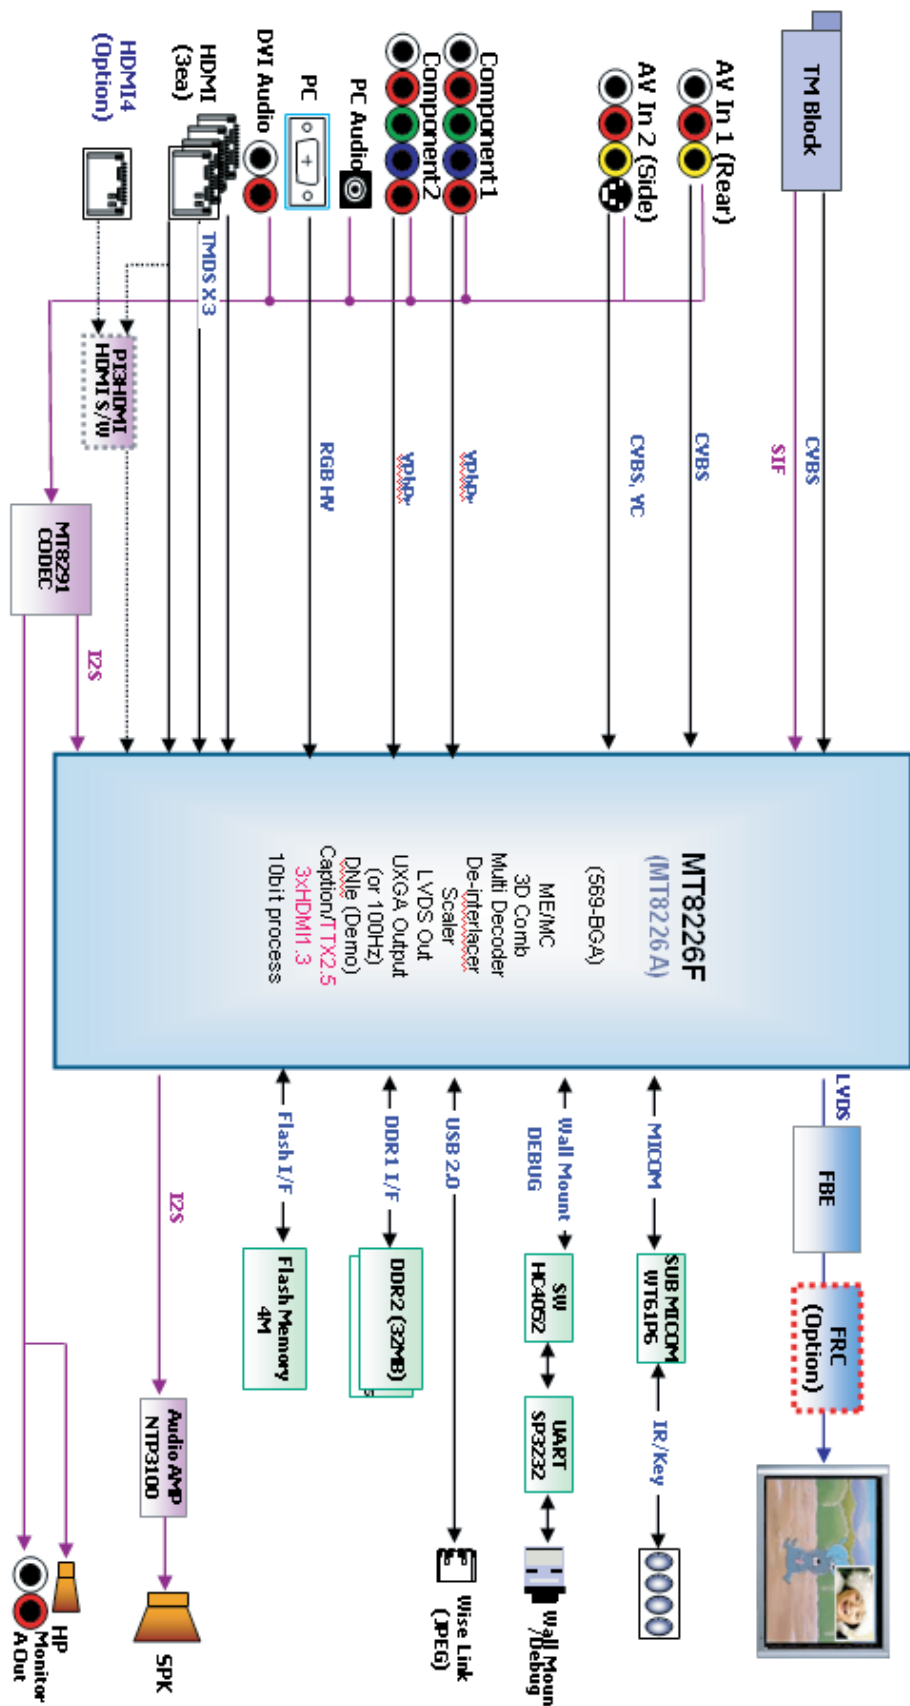 TM Block
AV In 1 (Rear)
AV In 2 (Side)
Component1
Component2
PC Audio
PC
DVI Audio
HDMI
(3ea)
HDMI4
(Option)
CVBS
SIF
CVBS
CVBS, YC
YPbPr
YPbPr
RGB HV
TMDS X 3
PI3HDMI
HDMI S/W
MT8291
CODEC
I2S
MT8226F
(MT8226A)
(569-BGA)
ME/MC
3D Comb
Multi Decoder
De-interlacer
Scaler
LVDS Out
UXGA Output
(or 100Hz)
DNIe (Demo)
Caption/TTX2.5
3xHDMI1.3
10bit process
LVDS
FBE
FRC
(Option)
MICOM
SUB MICOM
WT61P6
IR/Key
Wall Mount
DEBUG
SW
HC4052
UART
SP3232
Wall Moun
/Debug
USB 2.0
Wise Link
(JPEG)
DDR1 I/F
DDR2 (32MB)
Flash I/F
Flash Memory
4M
I2S
Audio AMP
NTP3100
SPK
HP
Monitor
AOut